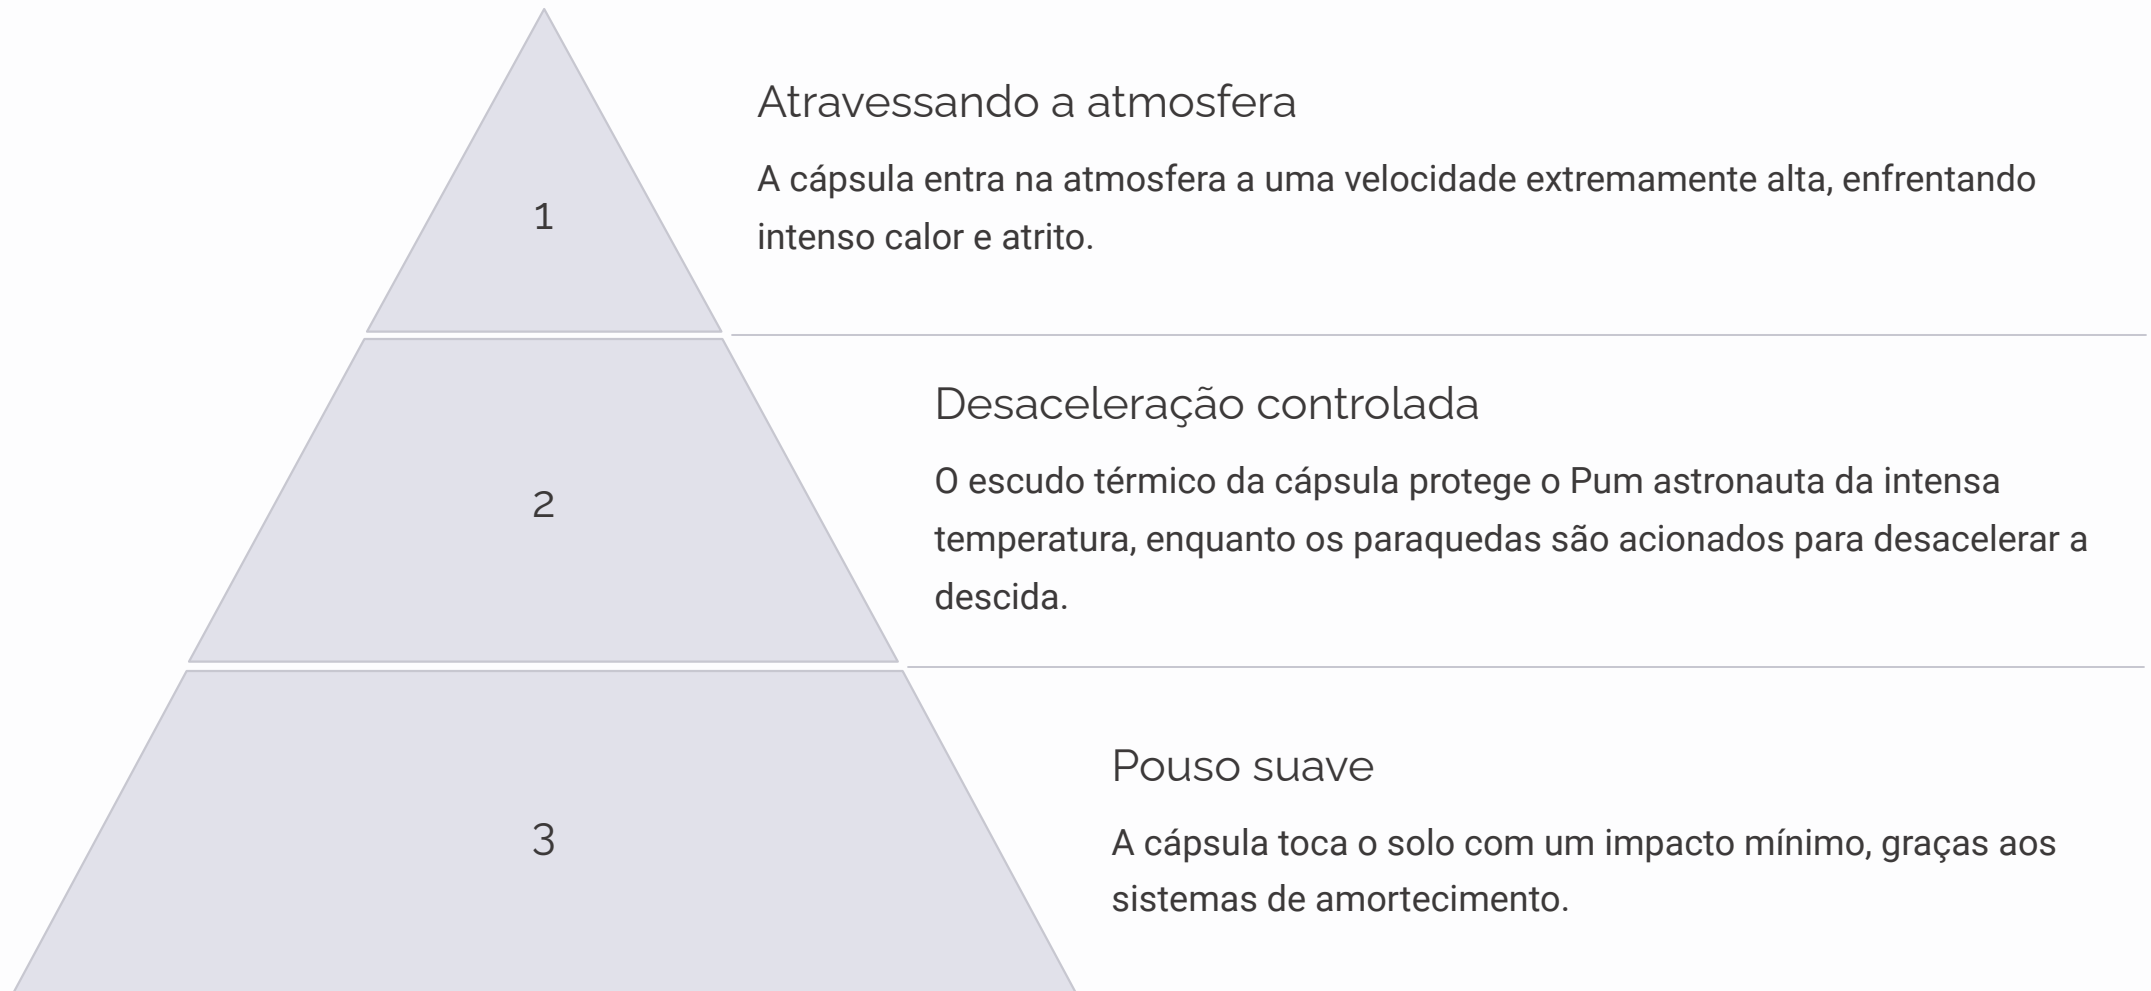 1
Atravessando a atmosfera
A cápsula entra na atmosfera a uma velocidade extremamente alta, enfrentando
intenso calor e atrito.
2
Desaceleração controlada
O escudo térmico da cápsula protege o Pum astronauta da intensa
temperatura, enquanto os paraquedas são acionados para desacelerar a
descida.
3
Pouso suave
A cápsula toca o solo com um impacto mínimo, graças aos
sistemas de amortecimento.